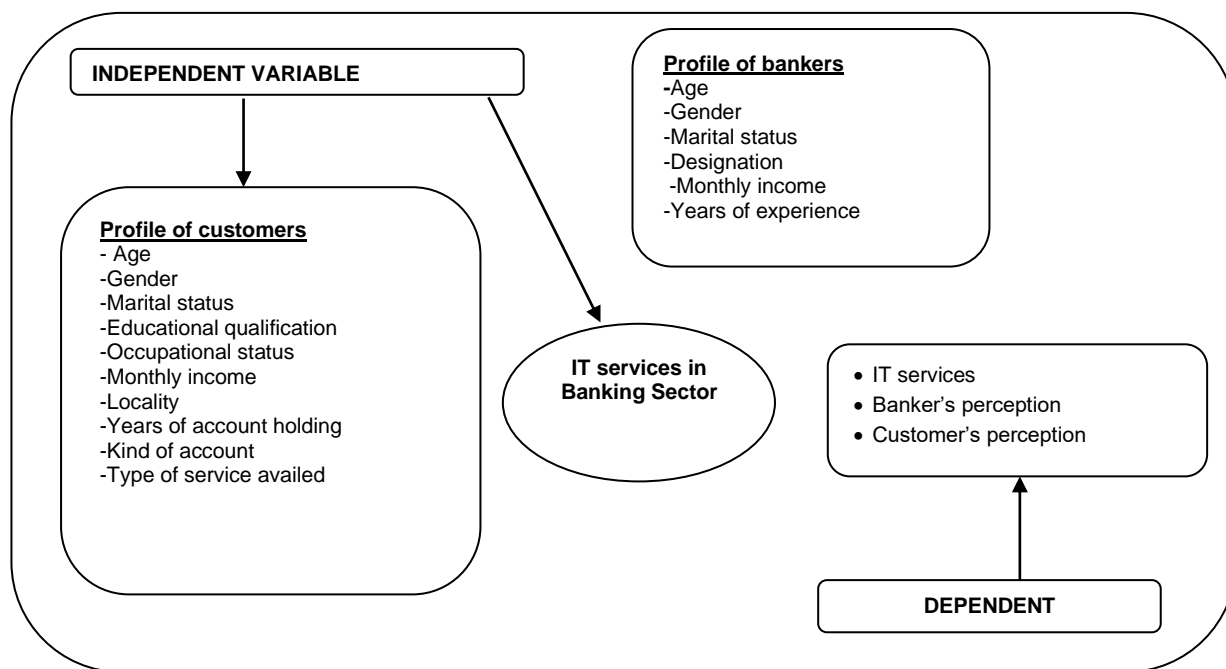 INDEPENDENT VARIABLE
Profile of bankers
-Age
-Gender
-Marital status
-Designation
-Monthly income
-Years of experience
Profile of customers
- Age
-Gender
-Marital status
-Educational qualification
-Occupational status
-Monthly income
-Locality
-Years of account holding
-Kind of account
-Type of service availed
IT services in
Banking Sector
• IT services
• Banker’s perception
• Customer’s perception
DEPENDENT